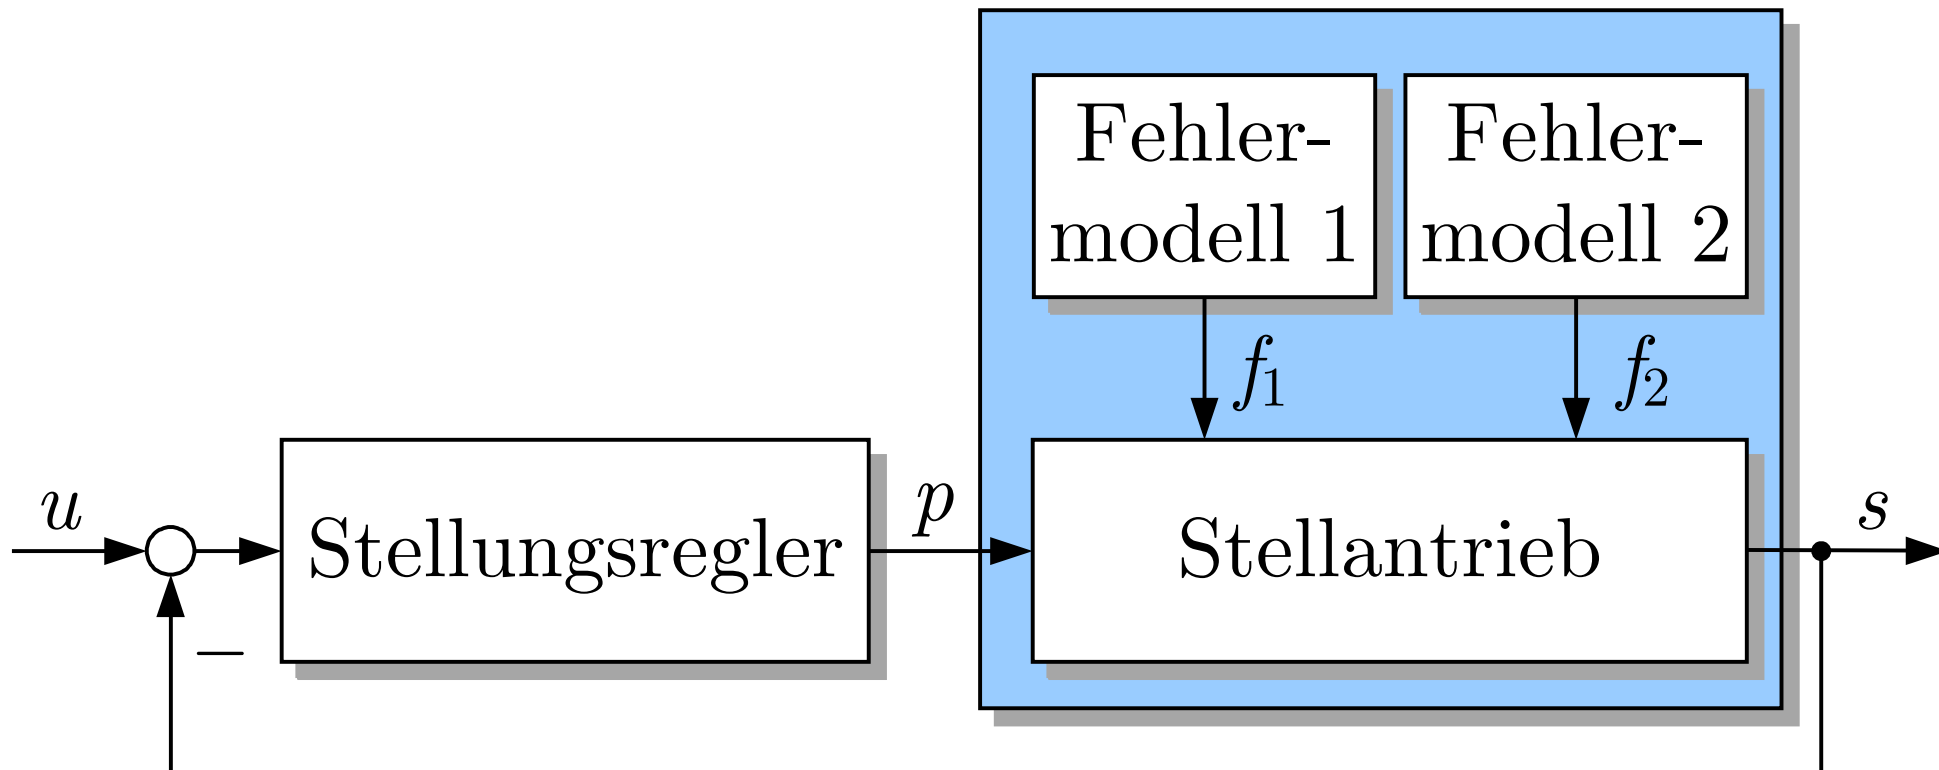 Fehler-
modell 1
Fehler-
modell 2
f1
f2
u
Stellungsregler
p
Stellantrieb
s
−